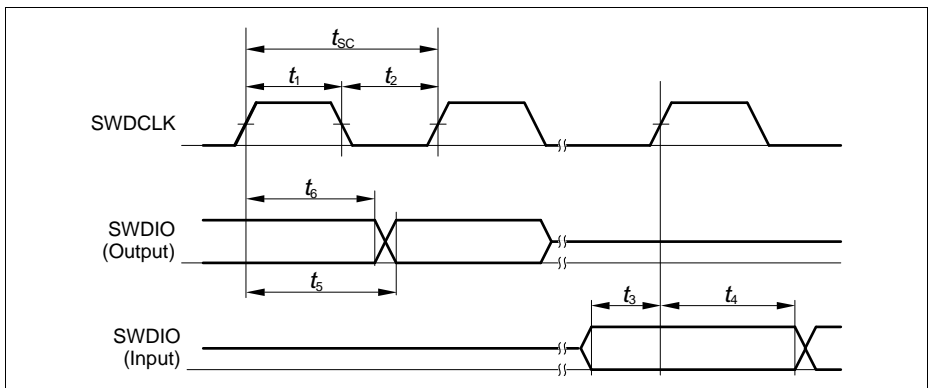 tSC
t1 t2
SWDCLK
t6
SWDIO
(Output)
t5
t3 t4
SWDIO
(Input)